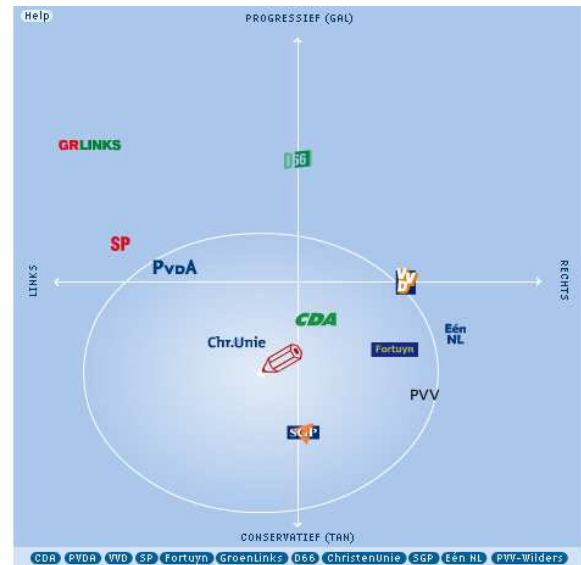 Help
PROGRESSIEF (GAL)
GRLINKS
D66
SP
PVDA
LINKS
RECHTS
VVD
CDA
Eén
NL
Chr.Unie
Fortuyn
PVV
SGP
CONSERVATIEF (TAN)
CDA PVDA VVD SP Fortuyn GroenLinks D66 ChristenUnie SGP Eén NL PVV-Wilders